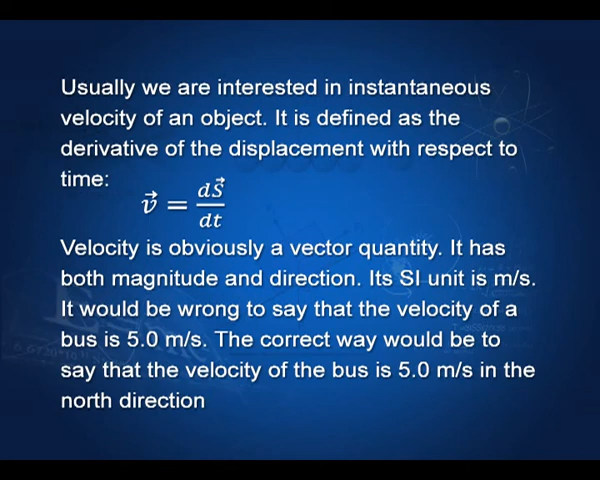 Usually we are interested in instantaneous
velocity of an object. It is defined as the
derivative of the displacement with respect to
time:
v⃗ = dS⃗/dt
Velocity is obviously a vector quantity. It has
both magnitude and direction. Its SI unit is m/s.
It would be wrong to say that the velocity of a
bus is 5.0 m/s. The correct way would be to
say that the velocity of the bus is 5.0 m/s in the
north direction